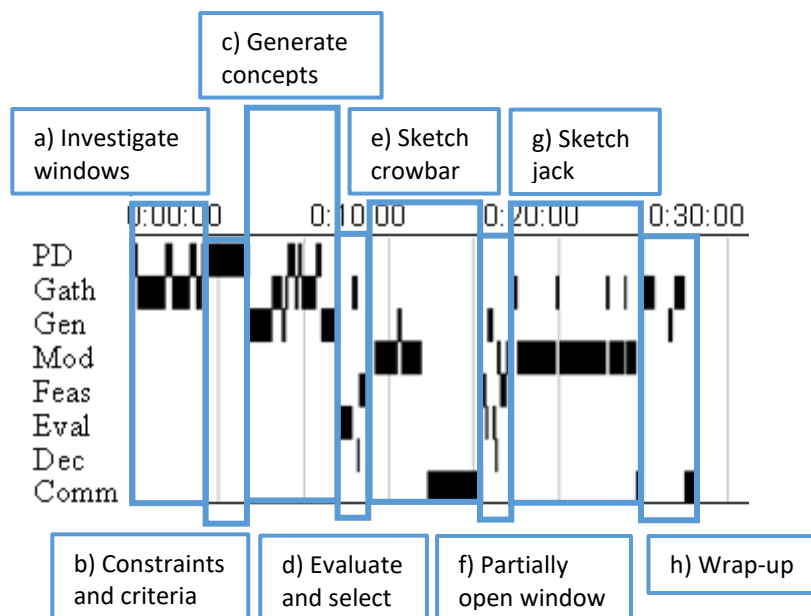 c) Generate
concepts
a) Investigate
windows
e) Sketch
crowbar
g) Sketch
jack
0:00:00 0:10:00 0:20:00 0:30:00
PD
Gath
Gen
Mod
Feas
Eval
Dec
Comm
b) Constraints
and criteria
d) Evaluate
and select
f) Partially
open window
h) Wrap-up